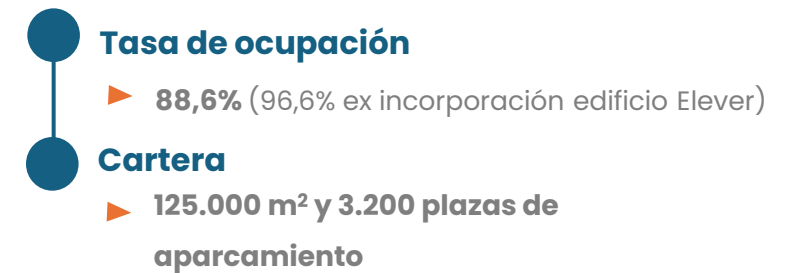 Tasa de ocupación
88,6% (96,6% ex incorporación edificio Elever)
Cartera
125.000 m² y 3.200 plazas de
aparcamiento